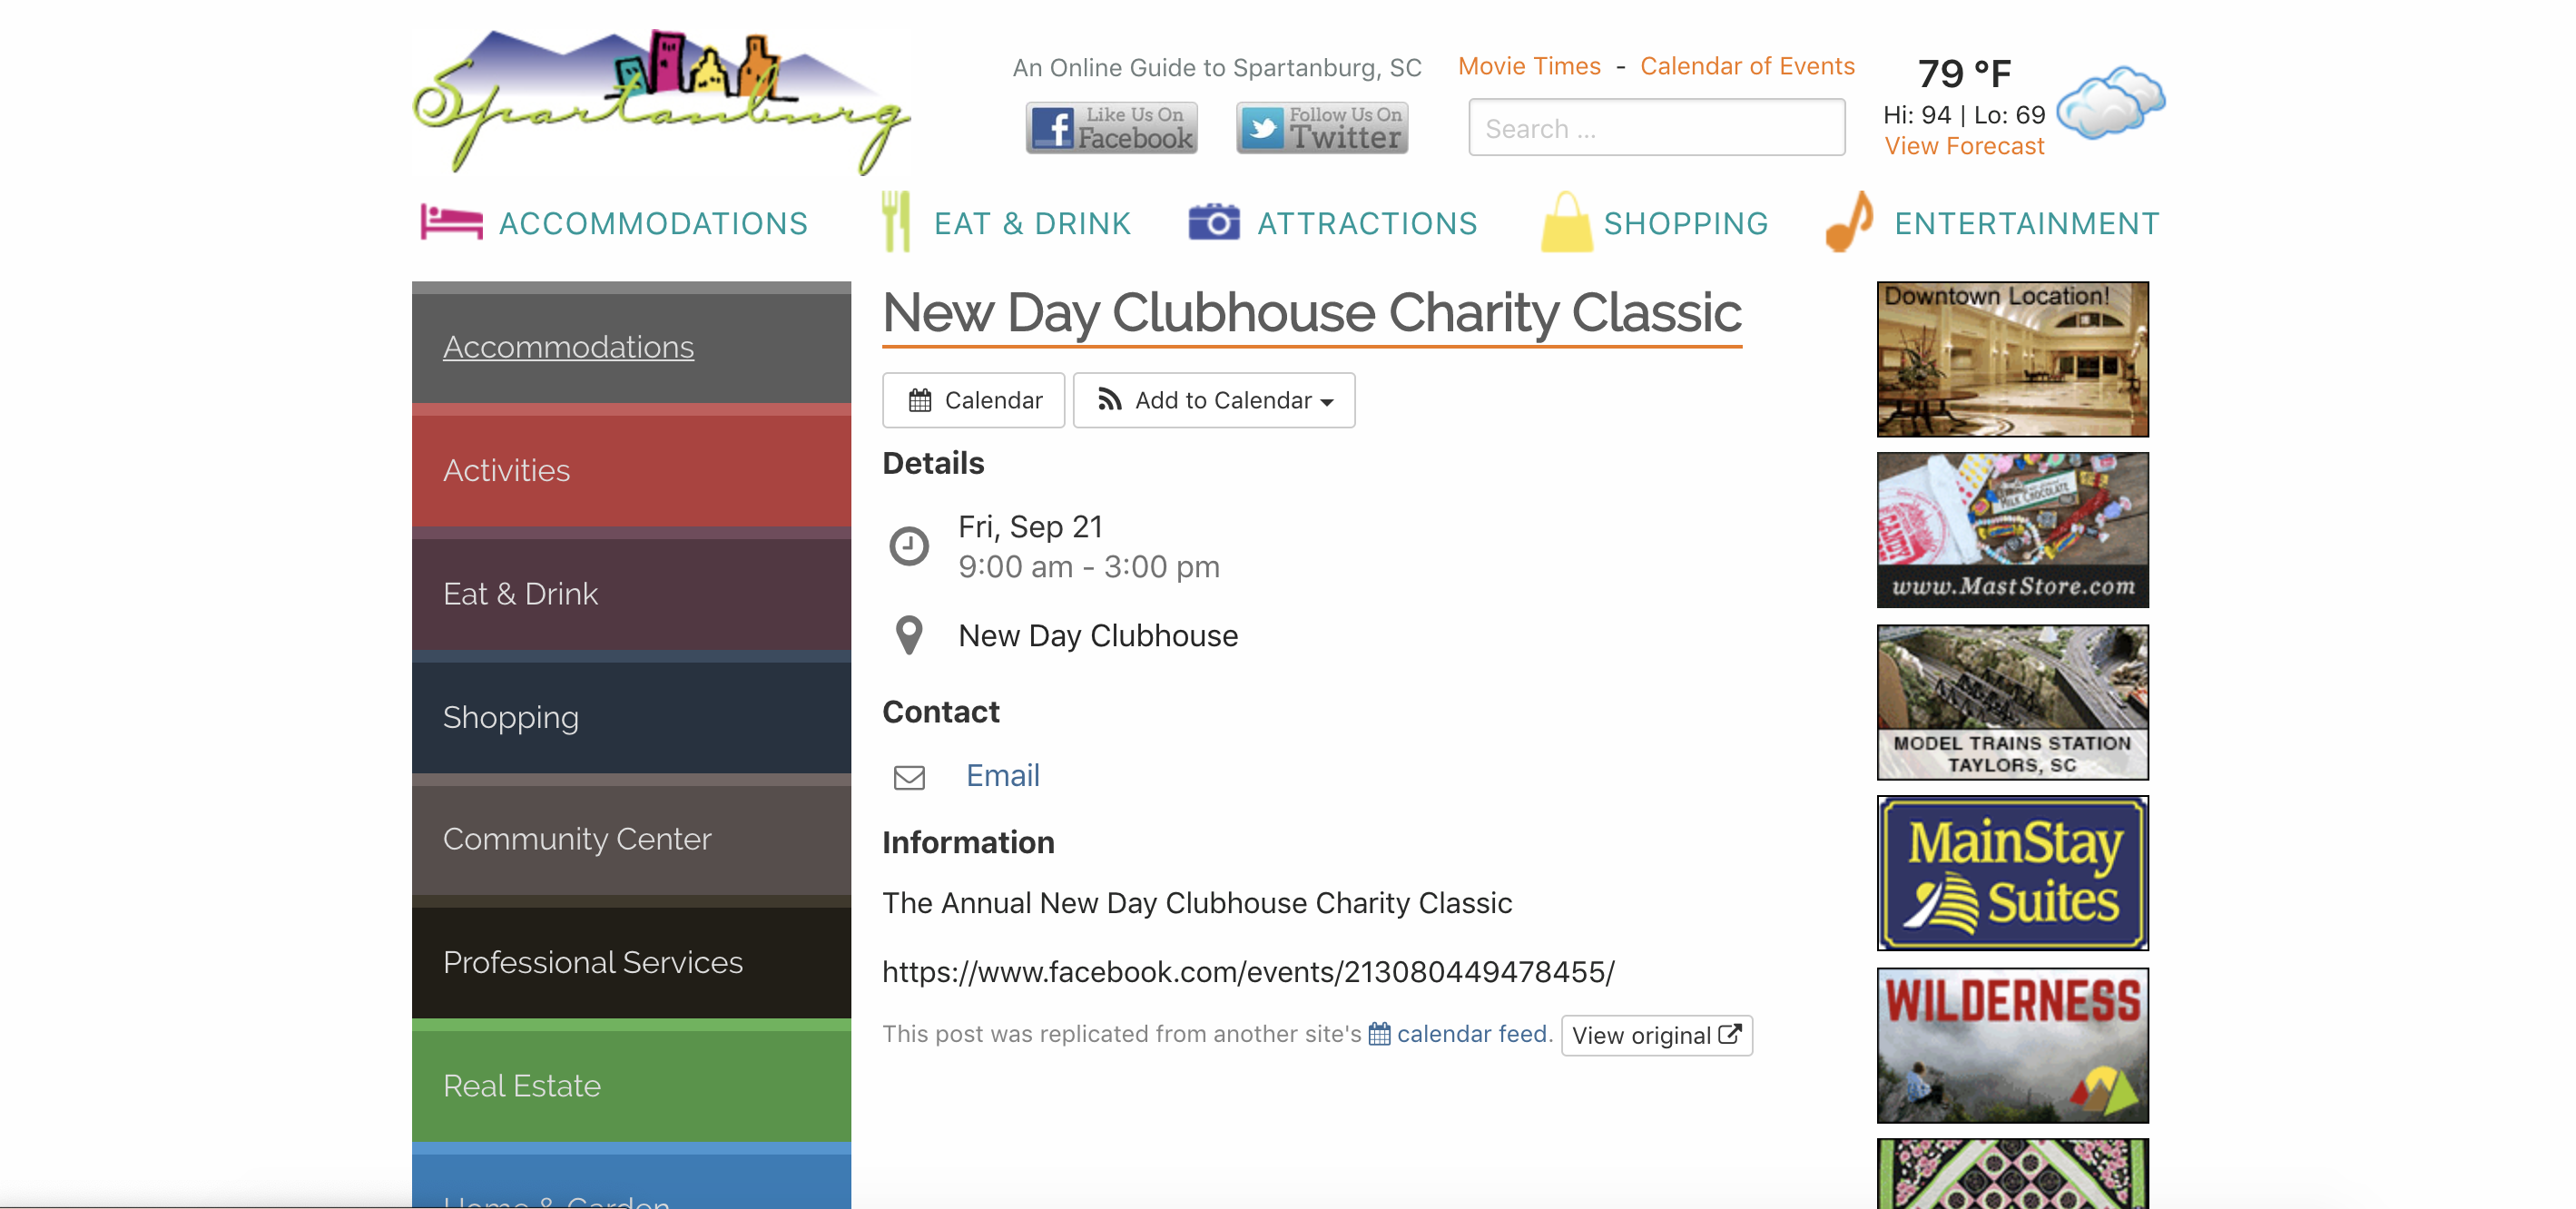 Spartanburg
An Online Guide to Spartanburg, SC
Like Us On
Facebook
Follow Us On
Twitter
Movie Times - Calendar of Events
Search ...
79 °F
Hi: 94 | Lo: 69
View Forecast
ACCOMMODATIONS
EAT & DRINK
ATTRACTIONS
SHOPPING
ENTERTAINMENT
Accommodations
Activities
Eat & Drink
Shopping
Community Center
Professional Services
Real Estate
Home & Garden
New Day Clubhouse Charity Classic
Calendar
Add to Calendar
Details
Fri, Sep 21
9:00 am - 3:00 pm
New Day Clubhouse
Contact
Email
Information
The Annual New Day Clubhouse Charity Classic
https://www.facebook.com/events/213080449478455/
This post was replicated from another site's calendar feed. View original
Downtown Location!
MILK CHOCOLATE
CANDY
www.MastStore.com
MODEL TRAINS STATION
TAYLORS, SC
MainStay
Suites
WILDERNESS